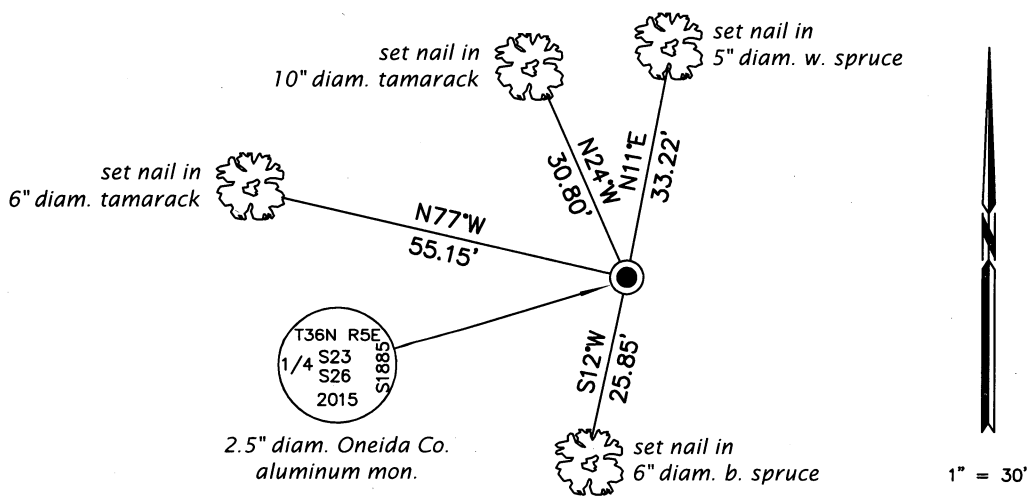 set nail in
10" diam. tamarack
set nail in
5" diam. w. spruce
set nail in
6" diam. tamarack
N77°W
55.15'
N24°W
30.80'
N11°E
33.22'
N
T36N R5E
1/4 S23
S26
2015
S1885
2.5" diam. Oneida Co.
aluminum mon.
S12°W
25.85'
set nail in
6" diam. b. spruce
1" = 30'